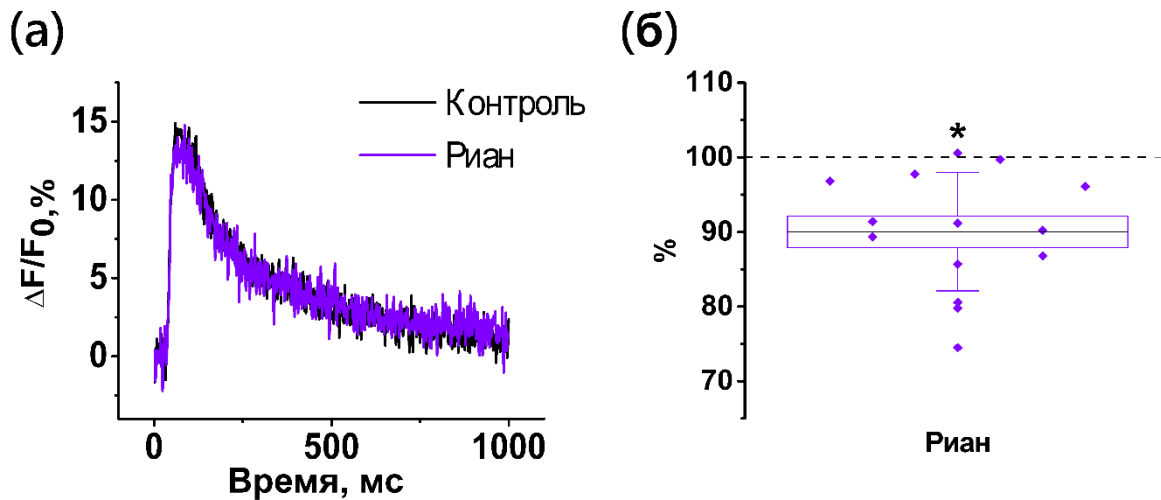 (а)
ΔF/F0,%
15
10
5
0
Контроль
Риан
0
500
1000
Время, мс
(б)
%
110
100
90
80
70
*
Риан